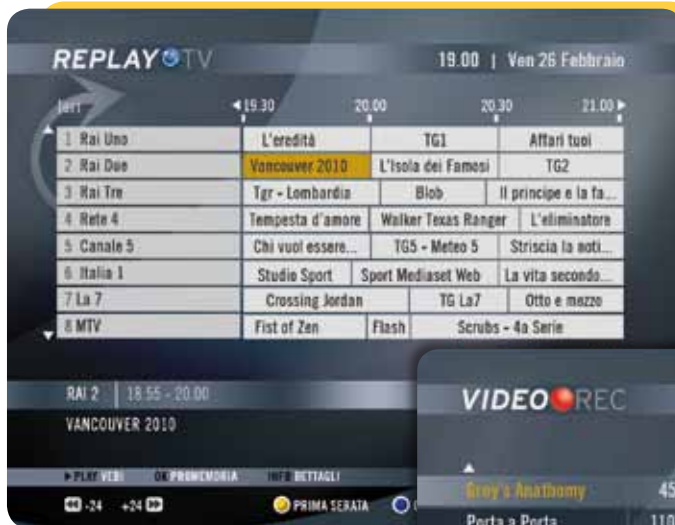 REPLAY TV
19.00 | Ven 26 Febbraio
Ieri 19.30 20.00 20.30 21.00
1 Rai Uno L'eredità TG1 Affari tuoi
2 Rai Due Vancouver 2010 L'Isola dei Famosi TG2
3 Rai Tre Tgr - Lombardia Blob Il principe e la fa...
4 Rete 4 Tempesta d'amore Walker Texas Ranger L'eliminatore
5 Canale 5 Chi vuol essere... TG5 - Meteo 5 Striscia la noti...
6 Italia 1 Studio Sport Sport Mediaset Web La vita secondo...
7 La 7 Crossing Jordan TG La7 Otto e mezzo
8 MTV Fist of Zen Flash Scrubs - 4a Serie
RAI 2 | 18.55 - 20.00
VANCOUVER 2010
PLAY VEDI OK PROMEMORIA INFO DETTAGLI
-24 +24 PRIMA SERATA
VIDEO REC
Grey's Anathomy 45
Porta a Porta 110